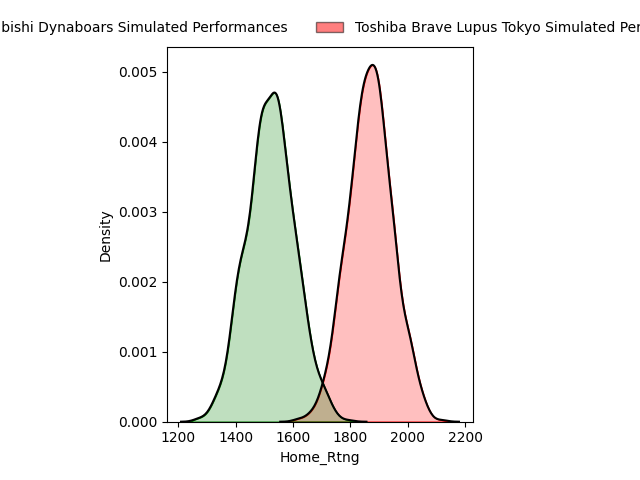 bishi Dynaboars Simulated Performances
Toshiba Brave Lupus Tokyo Simulated Per
0.005
0.004
0.003
0.002
0.001
0.000
Density
1200 1400 1600 1800 2000 2200
Home_Rtng